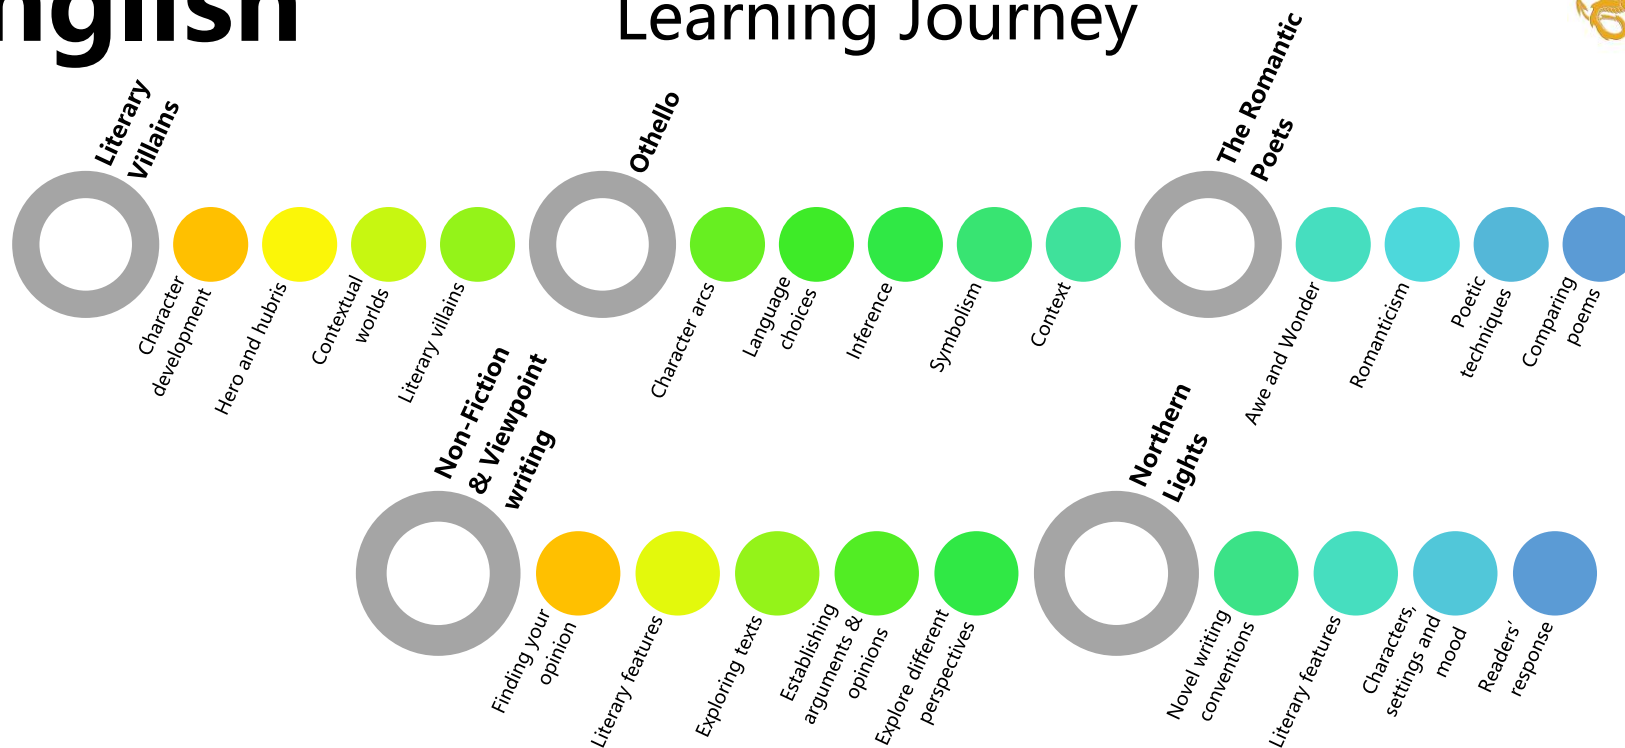 nglish
Learning Journey
Literary
Villains
Character
development
Hero and hubris
Contextual
worlds
Literary villains
Othello
Character arcs
Language
choices
Inference
Symbolism
Context
The Romantic
Poets
Awe and Wonder
Romanticism
Poetic
techniques
Comparing
poems
Non-Fiction
& Viewpoint
writing
Finding your
opinion
Literary features
Exploring texts
Establishing
arguments &
opinions
Explore different
perspectives
Northern
Lights
Novel writing
conventions
Literary features
Characters,
settings and
mood
Readers’
response